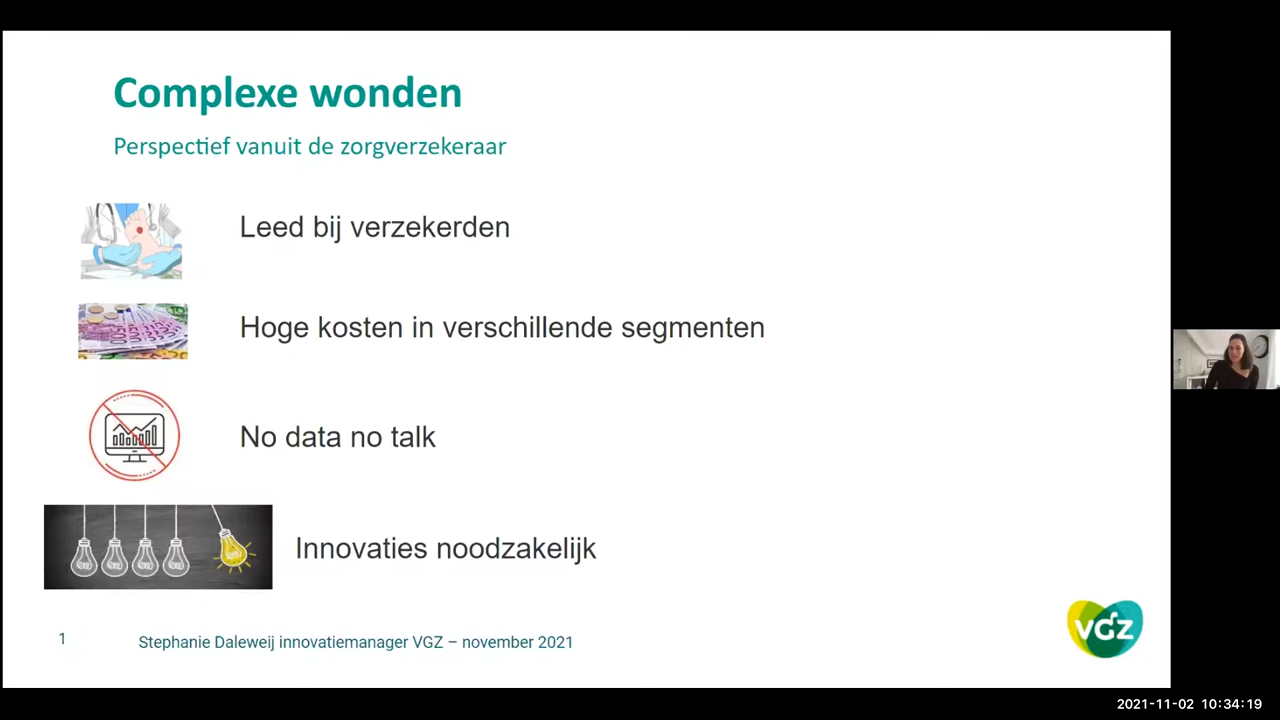 Complexe wonden
Perspectief vanuit de zorgverzekeraar
Leed bij verzekerden
Hoge kosten in verschillende segmenten
No data no talk
Innovaties noodzakelijk
1
Stephanie Daleweij innovatiemanager VGZ – november 2021
VGZ
2021-11-02 10:34:19